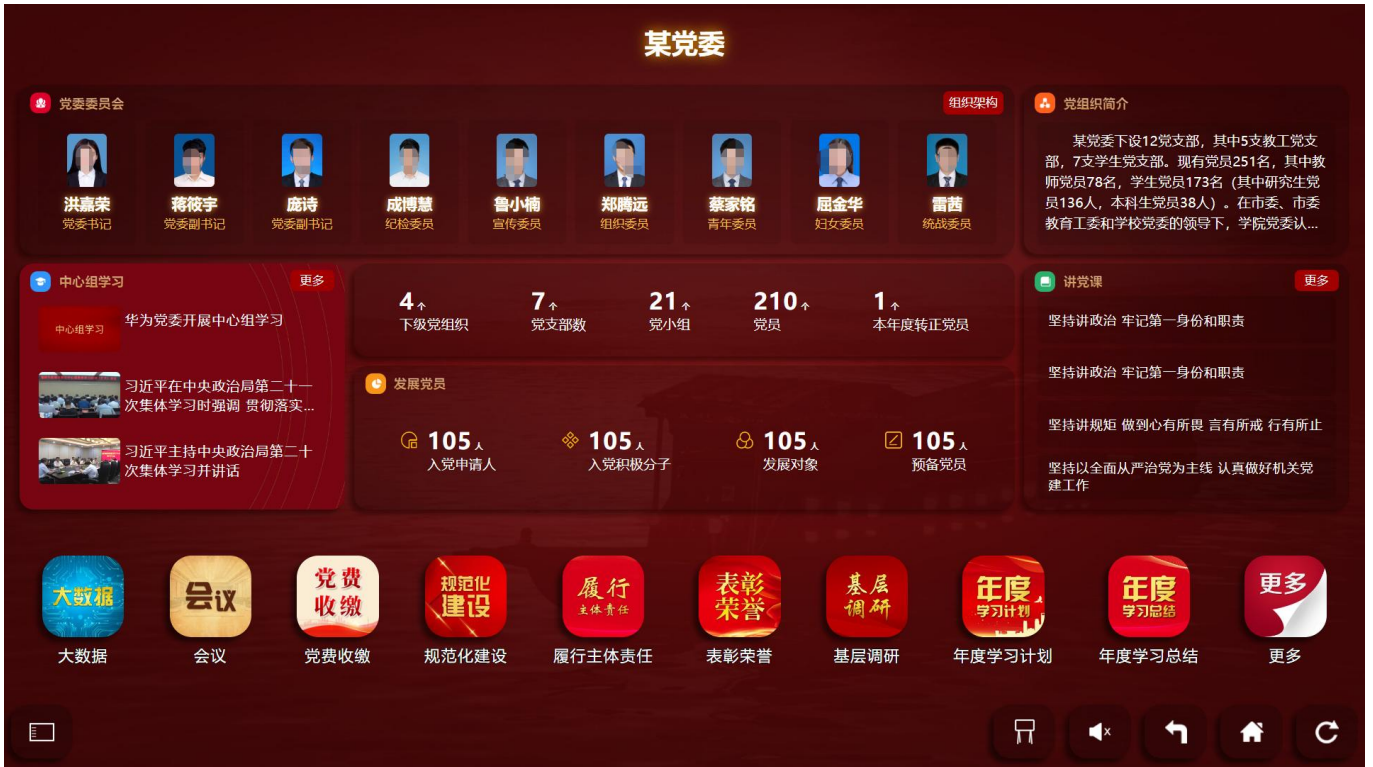 某党委
党委委员会
组织架构
洪嘉荣
党委书记
蒋筱宇
党委副书记
庞诗
党委副书记
成博慧
纪检委员
鲁小楠
宣传委员
郑腾远
组织委员
蔡家铭
青年委员
屈金华
妇女委员
雷茜
统战委员
党组织简介
某党委下设12党支部，其中5支教工党支
部，7支学生党支部。现有党员251名，其中教
师党员78名，学生党员173名（其中研究生党
员136人，本科生党员38人）。在市委、市委
教育工委和学校党委的领导下，学院党委认...
中心组学习
更多
中心组学习
华为党委开展中心组学习
习近平在中央政治局第二十一
次集体学习时强调 贯彻落实...
习近平主持中央政治局第二十
次集体学习并讲话
4个
下级党组织
7个
党支部数
21个
党小组
210个
党员
1个
本年度转正党员
发展党员
105人
入党申请人
105人
入党积极分子
105人
发展对象
105人
预备党员
讲党课
更多
坚持讲政治 牢记第一身份和职责
坚持讲政治 牢记第一身份和职责
坚持讲规矩 做到心有所畏 言有所戒 行有所止
坚持以全面从严治党为主线 认真做好机关党
建工作
大数据
大数据
会议
会议
党费
收缴
党费收缴
规范化
建设
规范化建设
履行
主体责任
履行主体责任
表彰
荣誉
表彰荣誉
基层
调研
基层调研
年度
学习计划
年度学习计划
年度
学习总结
年度学习总结
更多
更多